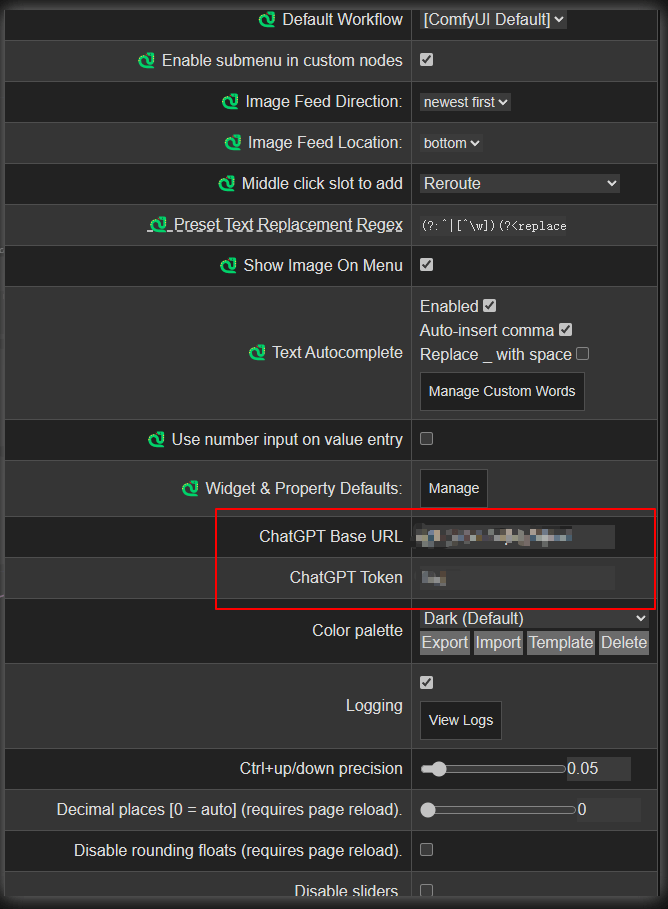 Default Workflow [ComfyUI Default]
Enable submenu in custom nodes
Image Feed Direction: newest first
Image Feed Location: bottom
Middle click slot to add Reroute
Preset Text Replacement Regex (?:^|[^\w])(?<replace
Show Image On Menu
Enabled
Auto-insert comma
Text Autocomplete
Replace _ with space
Manage Custom Words
Use number input on value entry
Widget & Property Defaults: Manage
ChatGPT Base URL
ChatGPT Token
Dark (Default)
Color palette
Export Import Template Delete
Logging
View Logs
Ctrl+up/down precision 0.05
Decimal places [0 = auto] (requires page reload). 0
Disable rounding floats (requires page reload).
Disable sliders.